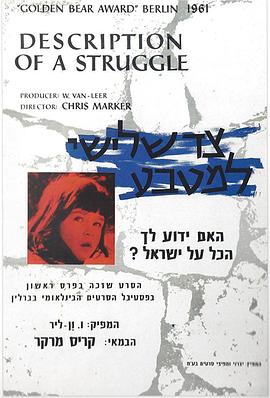 "GOLDEN BEAR AWARD" BERLIN 1961
DESCRIPTION
OF A STRUGGLE
PRODUCER: W. VAN-LEER
DIRECTOR: CHRIS MARKER
צד שלישי
למטבע
האם ידוע לך
הכל על ישראל ?
הסרט שזכה בפרס ראשון
בפסטיבל הסרטים הבינלאומי בברלין
המפיק: ו. ון-ליר
הבמאי: קריס מרקר